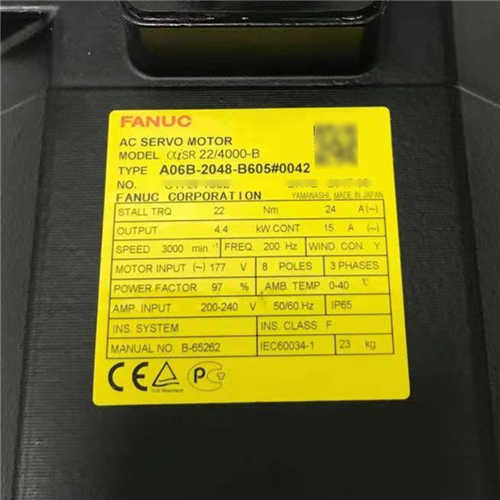 FANUC
AC SERVO MOTOR
MODEL αiSR 22/4000-B
TYPE A06B-2048-B605#0042
NO.
FANUC CORPORATION YAMANASHI, MADE IN JAPAN
STALL TRQ 22 Nm 24 A(~)
OUTPUT 4.4 kW CONT 15 A(~)
SPEED 3000 min⁻¹ FREQ. 200 Hz WIND CON Y
MOTOR INPUT (~) 177 V 8 POLES 3 PHASES
POWER FACTOR 97 % AMB. TEMP. 0-40 ℃
AMP. INPUT 200-240 V 50/60 Hz IP65
INS. SYSTEM INS. CLASS F
MANUAL NO. B-65262 IEC60034-1 23 kg
CE TÜV